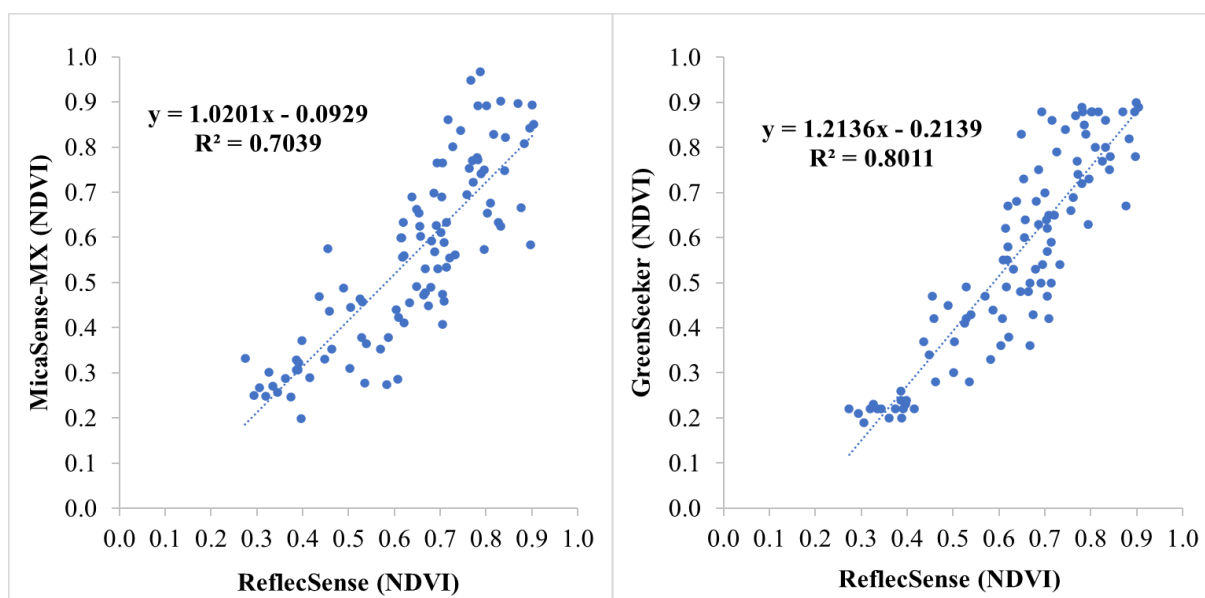 1.0
0.9
0.8
0.7
0.6
0.5
0.4
0.3
0.2
0.1
0.0
MicaSense-MX (NDVI)
y = 1.0201x - 0.0929
R² = 0.7039
0.0 0.1 0.2 0.3 0.4 0.5 0.6 0.7 0.8 0.9 1.0
ReflecSense (NDVI)
1.0
0.9
0.8
0.7
0.6
0.5
0.4
0.3
0.2
0.1
0.0
GreenSeeker (NDVI)
y = 1.2136x - 0.2139
R² = 0.8011
0.0 0.1 0.2 0.3 0.4 0.5 0.6 0.7 0.8 0.9 1.0
ReflecSense (NDVI)